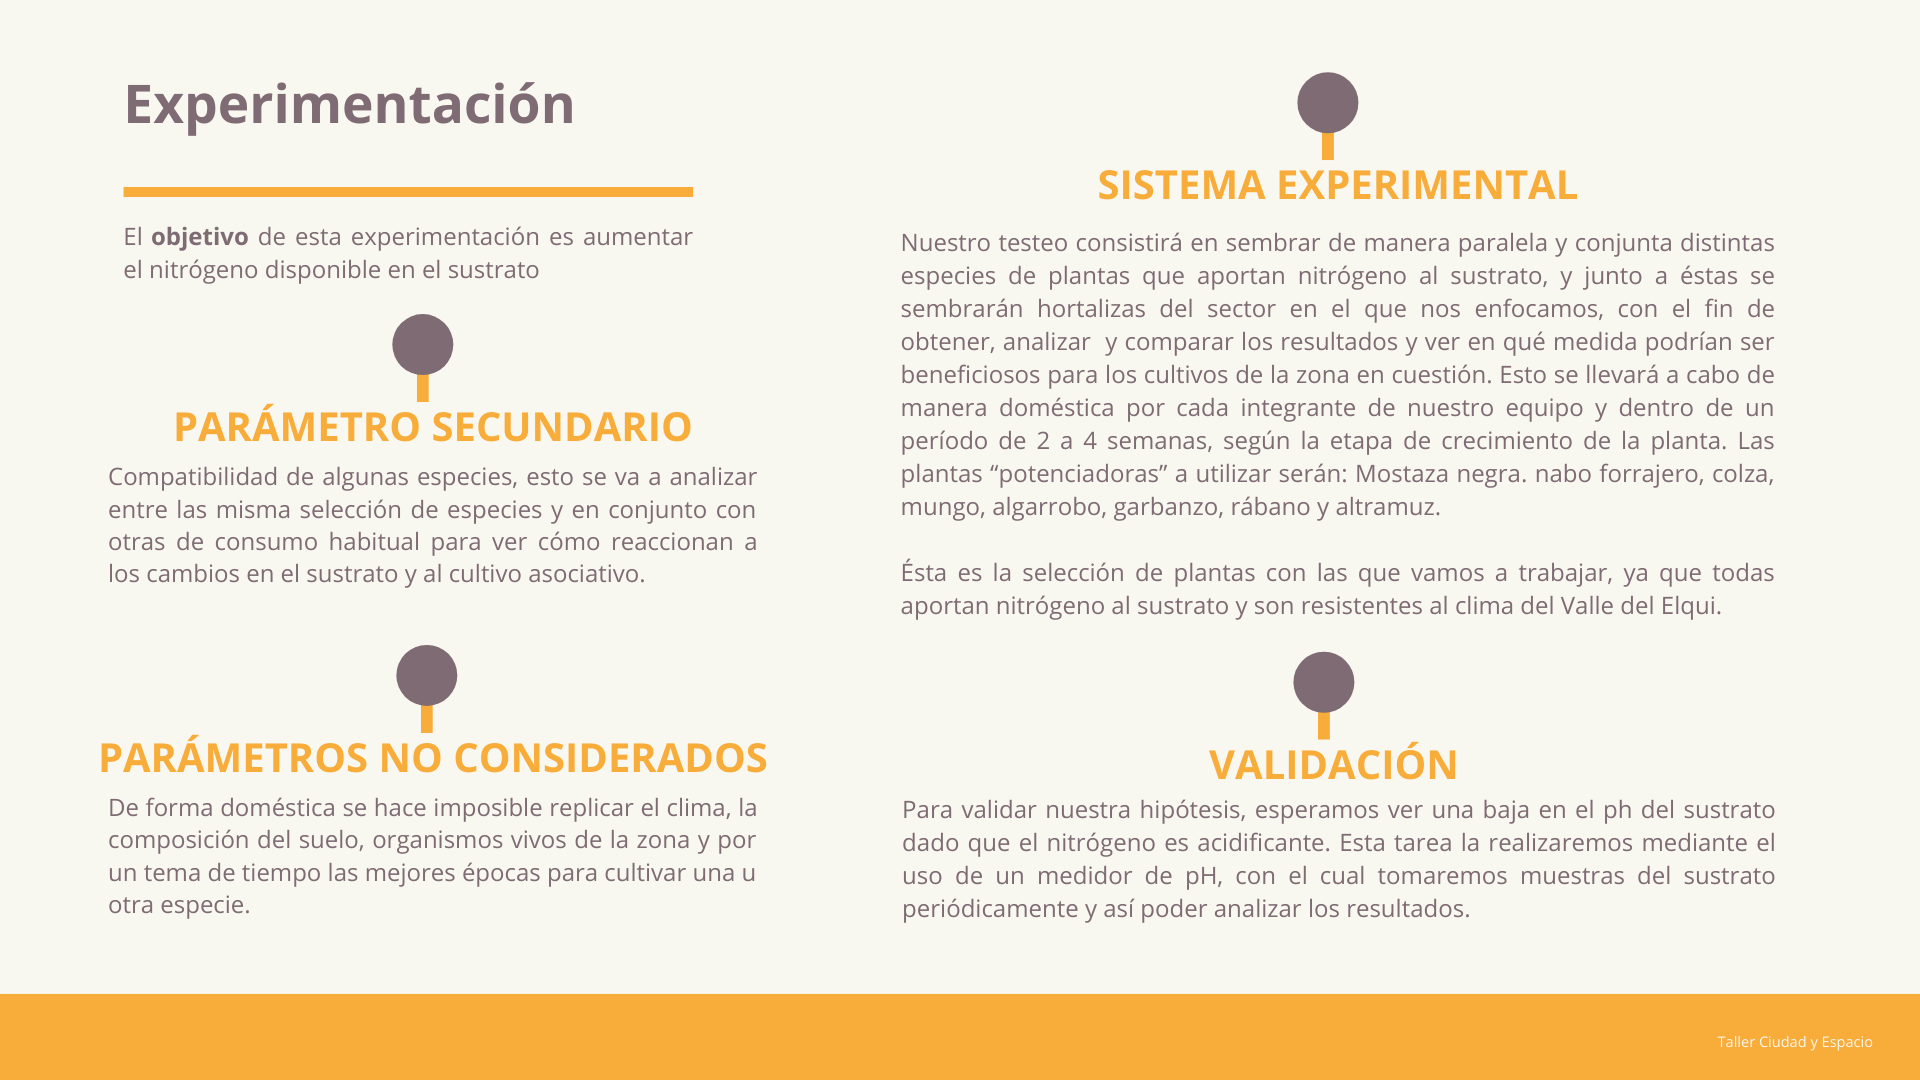 Experimentación
El objetivo de esta experimentación es aumentar
el nitrógeno disponible en el sustrato
PARÁMETRO SECUNDARIO
Compatibilidad de algunas especies, esto se va a analizar
entre las misma selección de especies y en conjunto con
otras de consumo habitual para ver cómo reaccionan a
los cambios en el sustrato y al cultivo asociativo.
PARÁMETROS NO CONSIDERADOS
De forma doméstica se hace imposible replicar el clima, la
composición del suelo, organismos vivos de la zona y por
un tema de tiempo las mejores épocas para cultivar una u
otra especie.
SISTEMA EXPERIMENTAL
Nuestro testeo consistirá en sembrar de manera paralela y conjunta distintas
especies de plantas que aportan nitrógeno al sustrato, y junto a éstas se
sembrarán hortalizas del sector en el que nos enfocamos, con el fin de
obtener, analizar  y comparar los resultados y ver en qué medida podrían ser
beneficiosos para los cultivos de la zona en cuestión. Esto se llevará a cabo de
manera doméstica por cada integrante de nuestro equipo y dentro de un
período de 2 a 4 semanas, según la etapa de crecimiento de la planta. Las
plantas “potenciadoras” a utilizar serán: Mostaza negra. nabo forrajero, colza,
mungo, algarrobo, garbanzo, rábano y altramuz.
Ésta es la selección de plantas con las que vamos a trabajar, ya que todas
aportan nitrógeno al sustrato y son resistentes al clima del Valle del Elqui.
VALIDACIÓN
Para validar nuestra hipótesis, esperamos ver una baja en el ph del sustrato
dado que el nitrógeno es acidificante. Esta tarea la realizaremos mediante el
uso de un medidor de pH, con el cual tomaremos muestras del sustrato
periódicamente y así poder analizar los resultados.
Taller Ciudad y Espacio